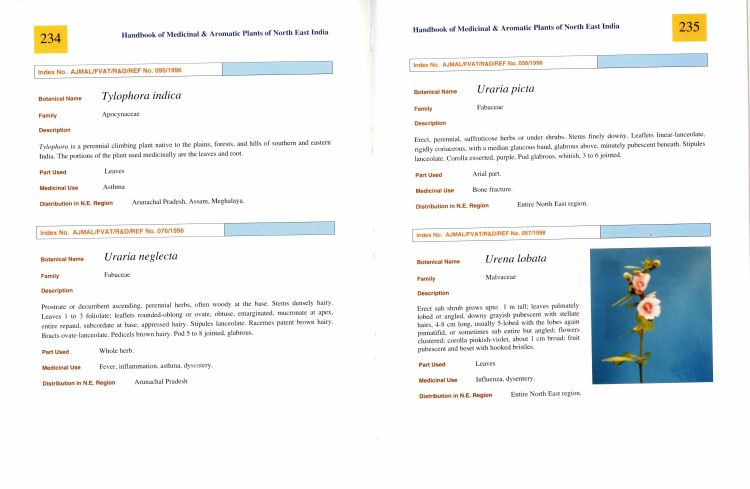 234
Handbook of Medicinal & Aromatic Plants of North East India
Index No. AJMAL/FVAT/R&D/REF No. 095/1996
Botanical Name Tylophora indica
Family Apocynaceae
Description
Tylophora is a perennial climbing plant native to the plains, forests, and hills of southern and eastern
India. The portions of the plant used medicinally are the leaves and root.
Part Used Leaves
Medicinal Use Asthma
Distribution in N.E. Region Arunachal Pradesh, Assam, Meghalaya.
Index No. AJMAL/FVAT/R&D/REF No. 076/1996
Botanical Name Uraria neglecta
Family Fabaceae
Description
Prostrate or decumbent ascending, perennial herbs, often woody at the base. Stems densely hairy.
Leaves 1 to 3 foliolate; leaflets rounded-oblong or ovate, obtuse, emarginated, mucronate at apex,
entire repand, subcordate at base, appressed hairy. Stipules lanceolate. Racemes patent brown hairy.
Bracts ovate-lanceolate. Pedicels brown hairy. Pod 5 to 8 jointed, glabrous.
Part Used Whole herb.
Medicinal Use Fever, inflammation, asthma, dysentery.
Distribution in N.E. Region Arunachal Pradesh
Handbook of Medicinal & Aromatic Plants of North East India
235
Index No. AJMAL/FVAT/R&D/REF No. 056/1998
Botanical Name Uraria picta
Family Fabaceae
Description
Erect, perennial, suffruticose herbs or under shrubs. Stems finely downy. Leaflets linear-lanceolate,
rigidly coriaceous, with a median glaucous band, glabrous above, minutely pubescent beneath. Stipules
lanceolate. Corolla exserted, purple. Pod glabrous, whitish, 3 to 6 jointed.
Part Used Arial part.
Medicinal Use Bone fracture.
Distribution in N.E. Region Entire North East region.
Index No. AJMAL/FVAT/R&D/REF No. 057/1998
Botanical Name Urena lobata
Family Malvaceae
Description
Erect sub shrub grows upto 1 m tall; leaves palmately
lobed or angled, downy grayish pubescent with stellate
hairs, 4-8 cm long, usually 5-lobed with the lobes again
pinnatifid, or sometimes sub entire but angled; flowers
clustered; corolla pinkish-violet, about 1 cm broad; fruit
pubescent and beset with hooked bristles.
Part Used Leaves
Medicinal Use Influenza, dysentery.
Distribution in N.E. Region Entire North East region.